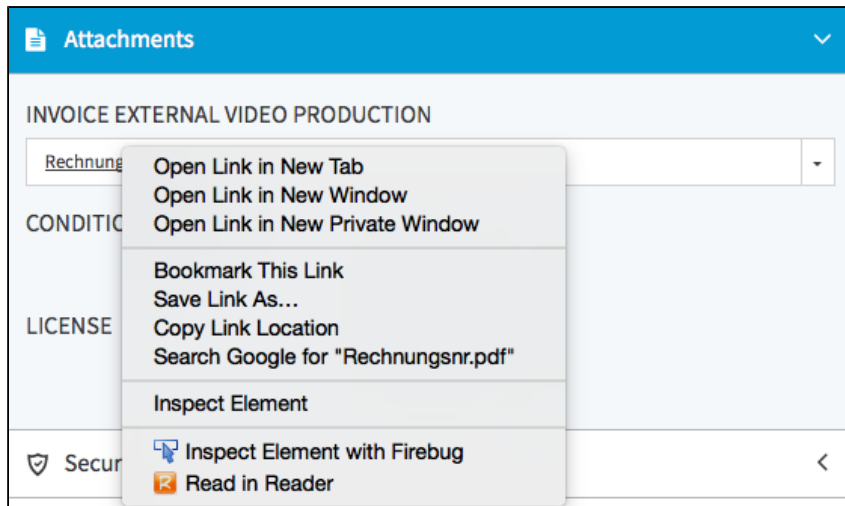 Attachments
INVOICE EXTERNAL VIDEO PRODUCTION
Rechnung
Open Link in New Tab
Open Link in New Window
CONDITIC
Open Link in New Private Window
Bookmark This Link
Save Link As...
LICENSE
Copy Link Location
Search Google for "Rechnungsnr.pdf"
Inspect Element
Secur
Inspect Element with Firebug
Read in Reader